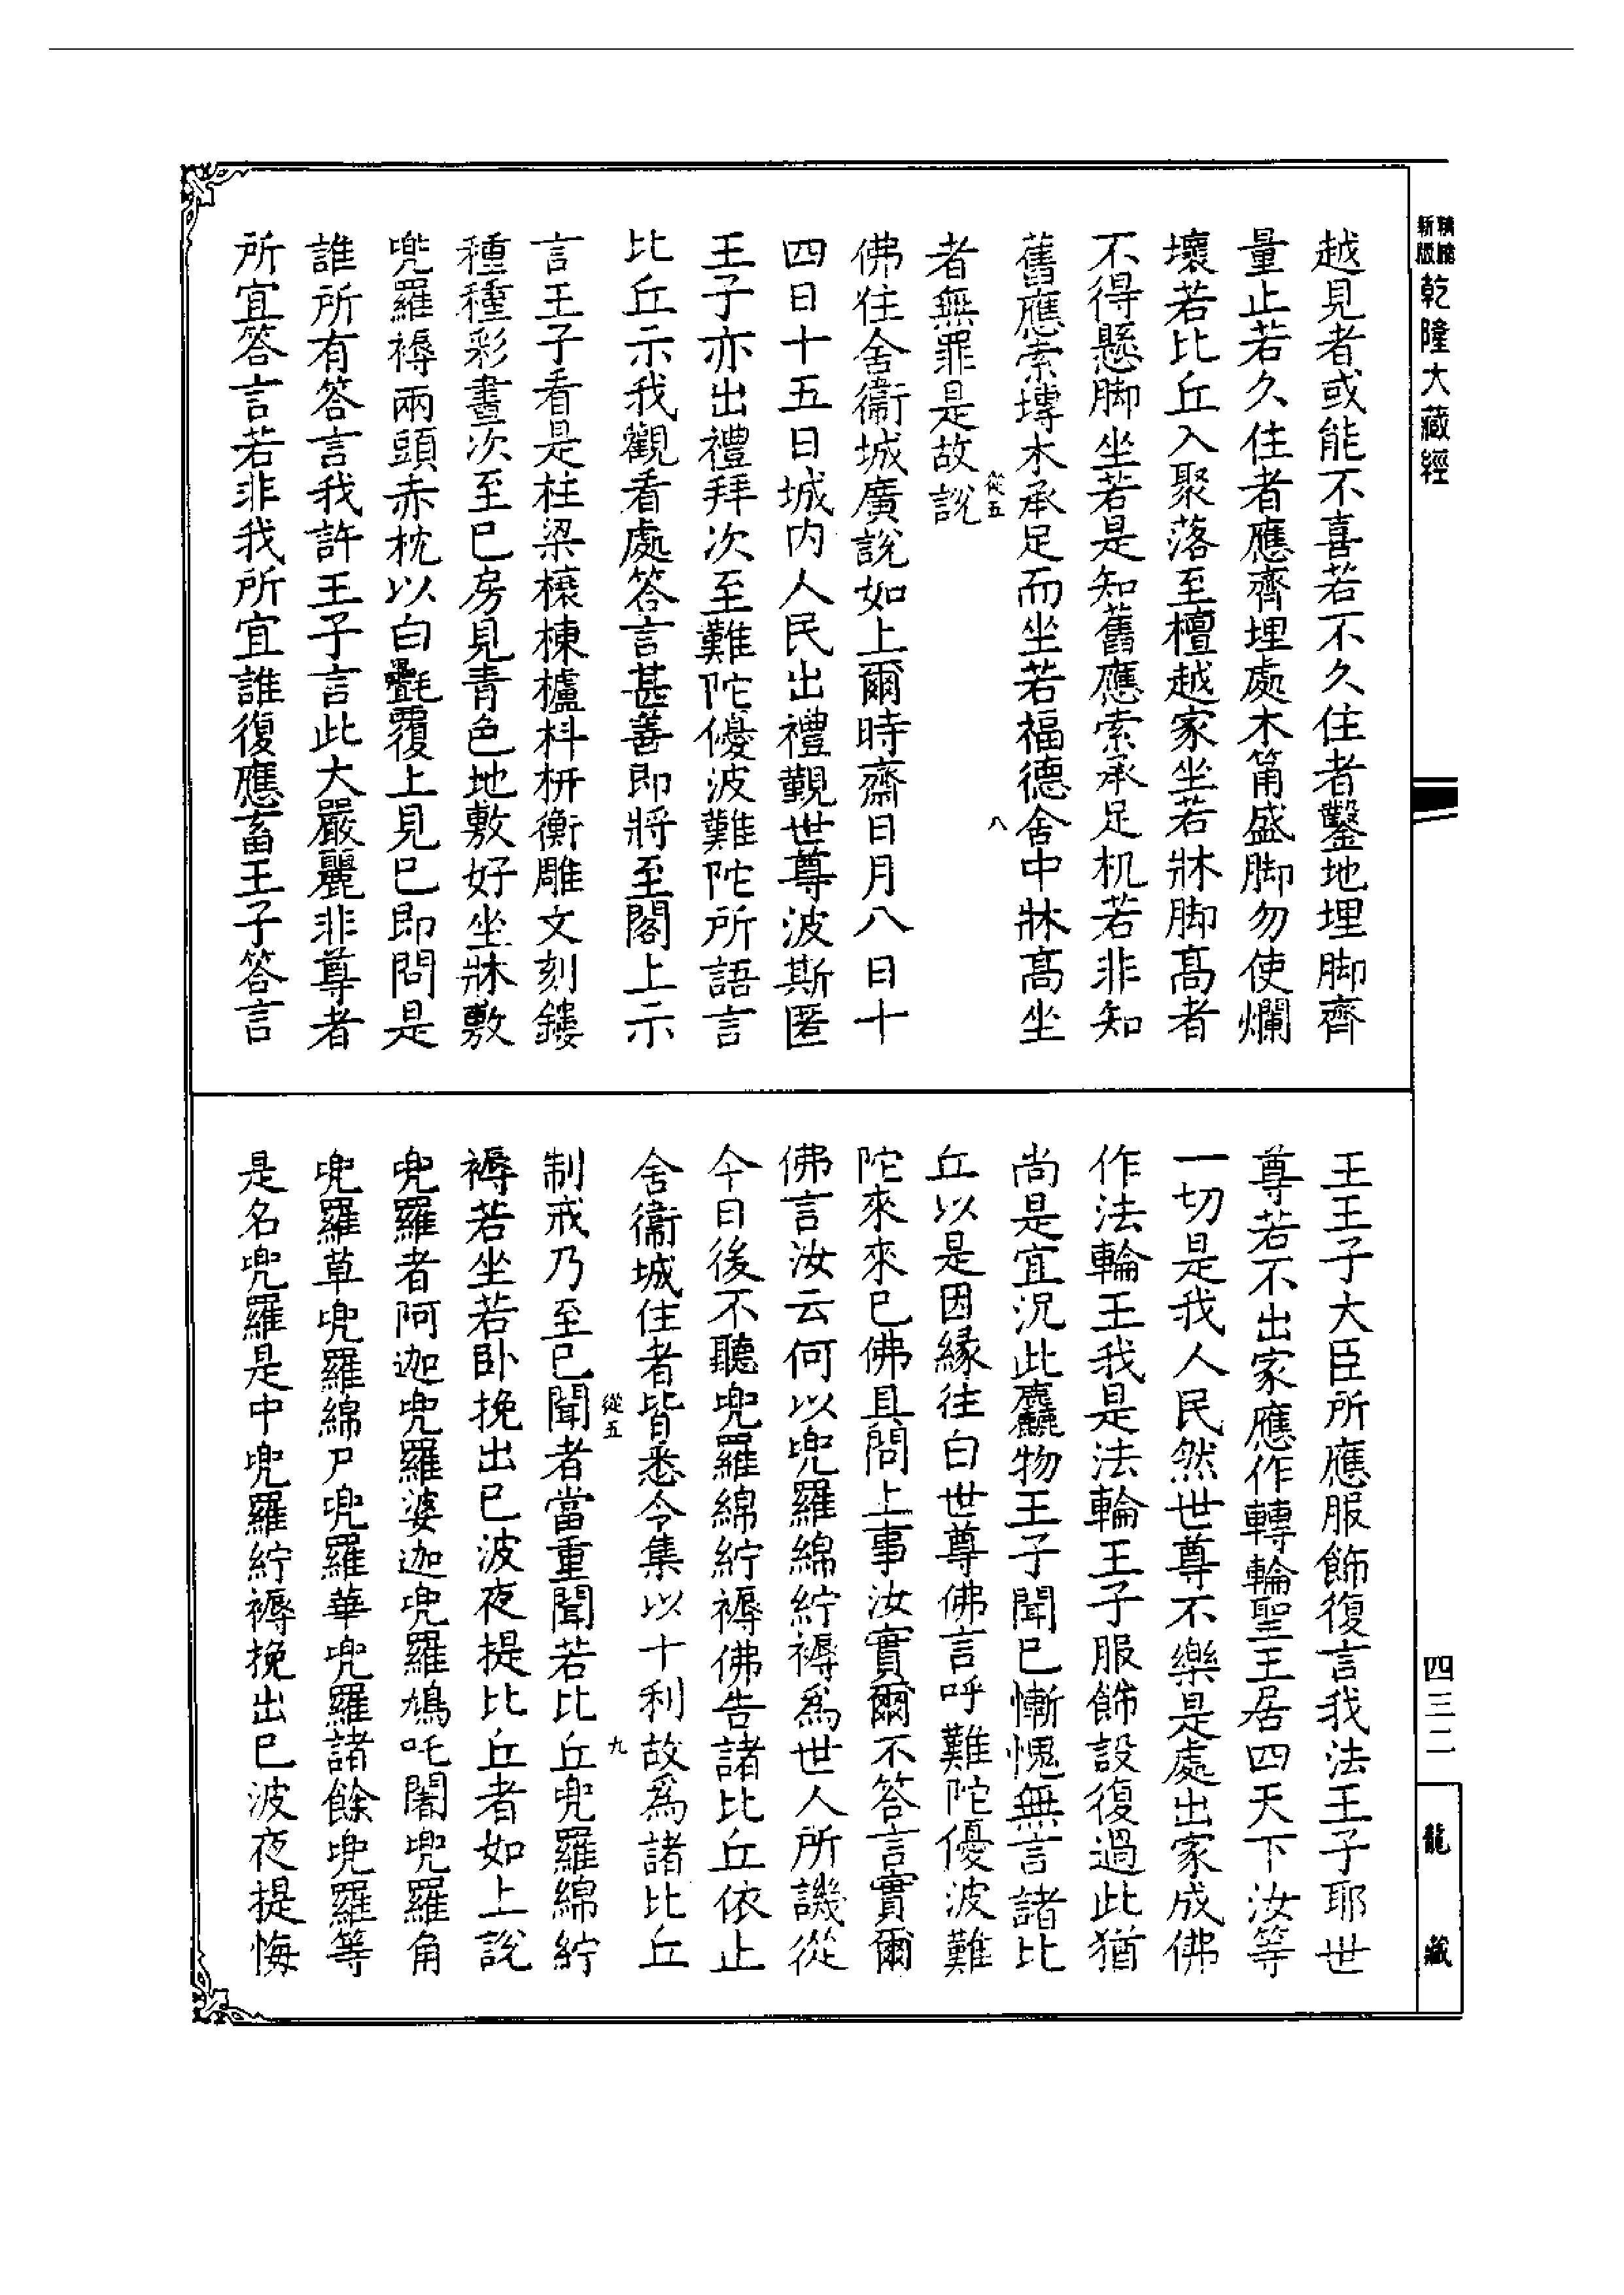 新版精縮乾隆大藏經
越見者或能不喜若不久住者鑿地埋脚齊
量止若久住者應齊埋處木筩盛脚勿使爛
壞若比丘入聚落至檀越家坐若牀脚高者
不得懸脚坐若是知舊應索承足机若非知
舊應索塼木承足而坐若福德舍中牀高坐
從五 八
者無罪是故說
佛住舍衞城廣說如上爾時齋日月八日十
四日十五日城内人民出禮覲世尊波斯匿
王子亦出禮拜次至難陀優波難陀所語言
比丘示我觀看處答言甚善即將至閣上示
言王子看是柱梁榱棟櫨枓枅衡雕文刻鏤
種種彩畫次至已房見青色地敷好坐牀敷
兜羅褥兩頭赤枕以白㲲覆上見已即問是
誰所有答言我許王子言此大嚴麗非尊者
所宜答言若非我所宜誰復應畜王子答言
王王子大臣所應服飾復言我法王子耶世
尊若不出家應作轉輪聖王居四天下汝等
一切是我人民然世尊不樂是處出家成佛
作法輪王我是法輪王子服飾設復過此猶
尚是宜況此麤物王子聞已慚愧無言諸比
丘以是因緣往白世尊佛言呼難陀優波難
陀來來已佛具問上事汝實爾不答言實爾
佛言汝云何以兜羅綿紵褥為世人所譏從
今日後不聽兜羅綿紵褥佛告諸比丘依止
舍衞城住者皆悉令集以十利故為諸比丘
從五 九
制戒乃至已聞者當重聞若比丘兜羅綿紵
褥若坐若卧挽出已波夜提比丘者如上說
兜羅者阿迦兜羅婆迦兜羅鳩吒闍兜羅角
兜羅草兜羅綿尸兜羅華兜羅諸餘兜羅等
是名兜羅是中兜羅紵褥挽出已波夜提悔
四三二
龍藏